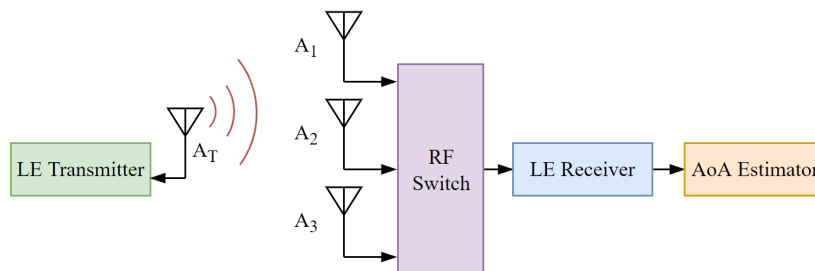 A1
A2
A3
AT
LE Transmitter
RF
Switch
LE Receiver
AoA Estimator